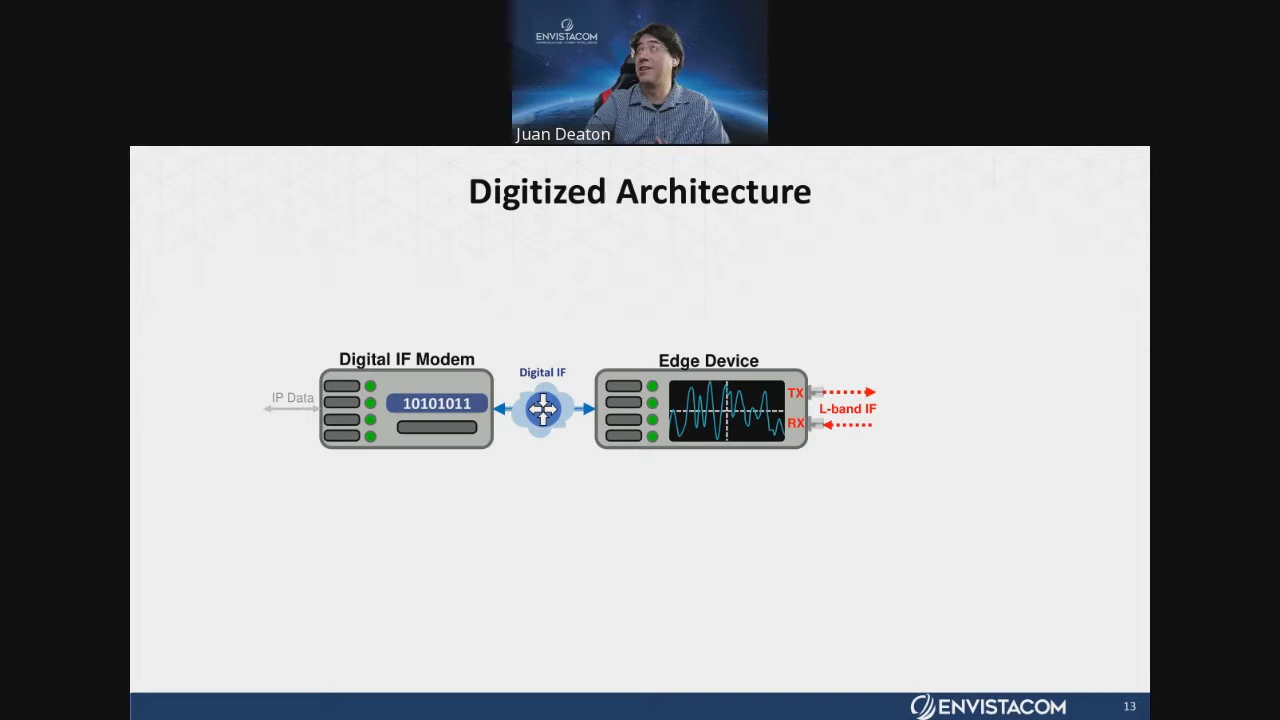 ENVISTACOM
Juan Deaton
Digitized Architecture
Digital IF Modem
Digital IF
Edge Device
IP Data
10101011
TX
L-band IF
RX
ENVISTACOM
13